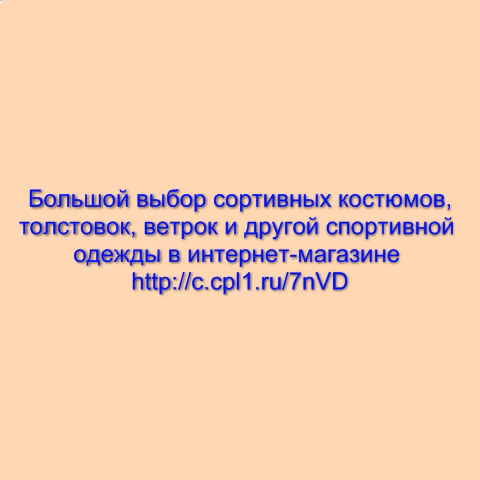 Большой выбор сортивных костюмов,
толстовок, ветрок и другой спортивной
одежды в интернет-магазине
http://c.cpl1.ru/7nVD